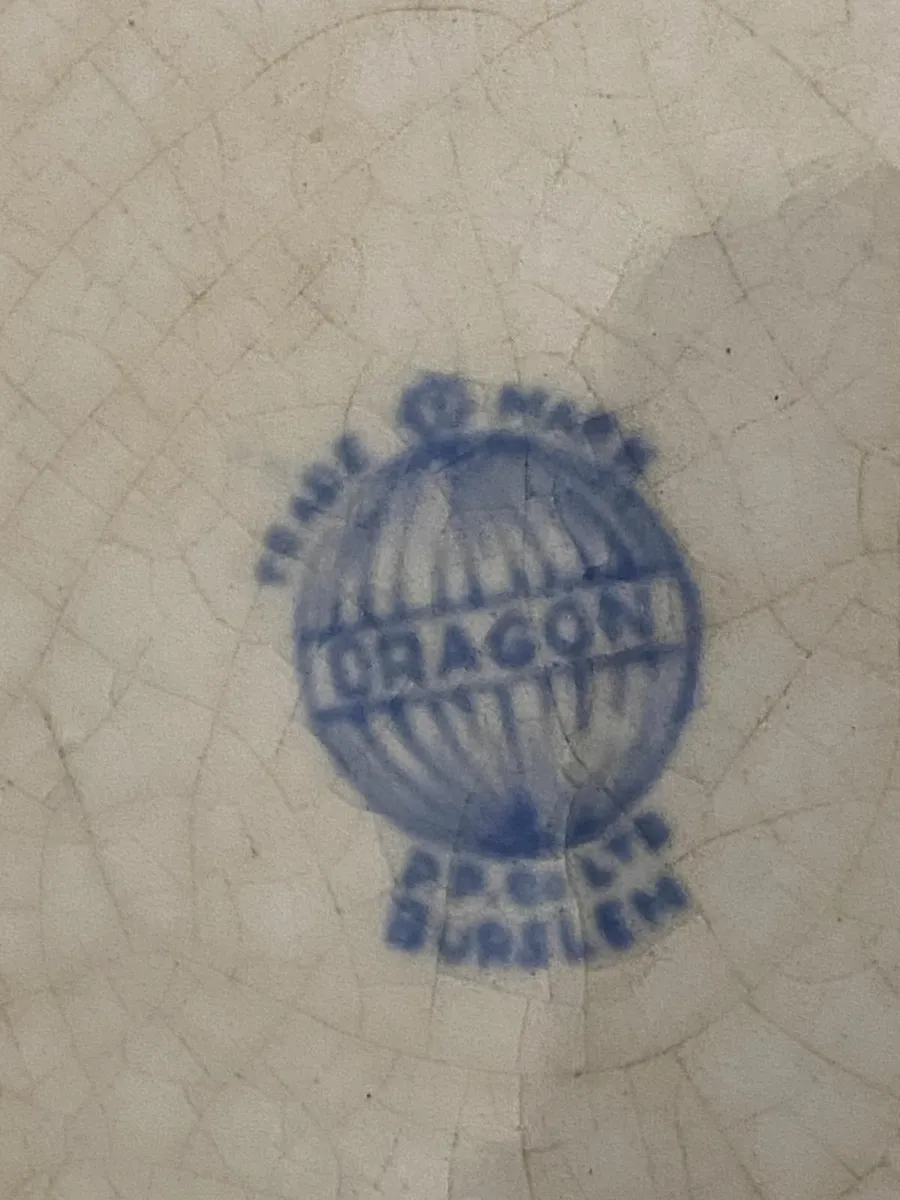 TRADE MARK
DRAGON
P.P.Co. LTD
BURSLEM